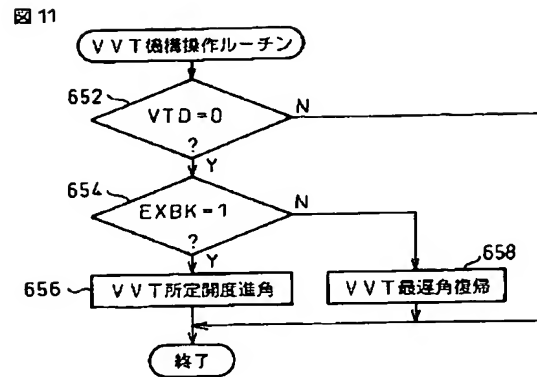 図 11
VVT機構操作ルーチン
652
VTD=0
?
N
Y
654
EXBK=1
?
N
Y
656
VVT所定開度進角
658
VVT最遅角復帰
終了